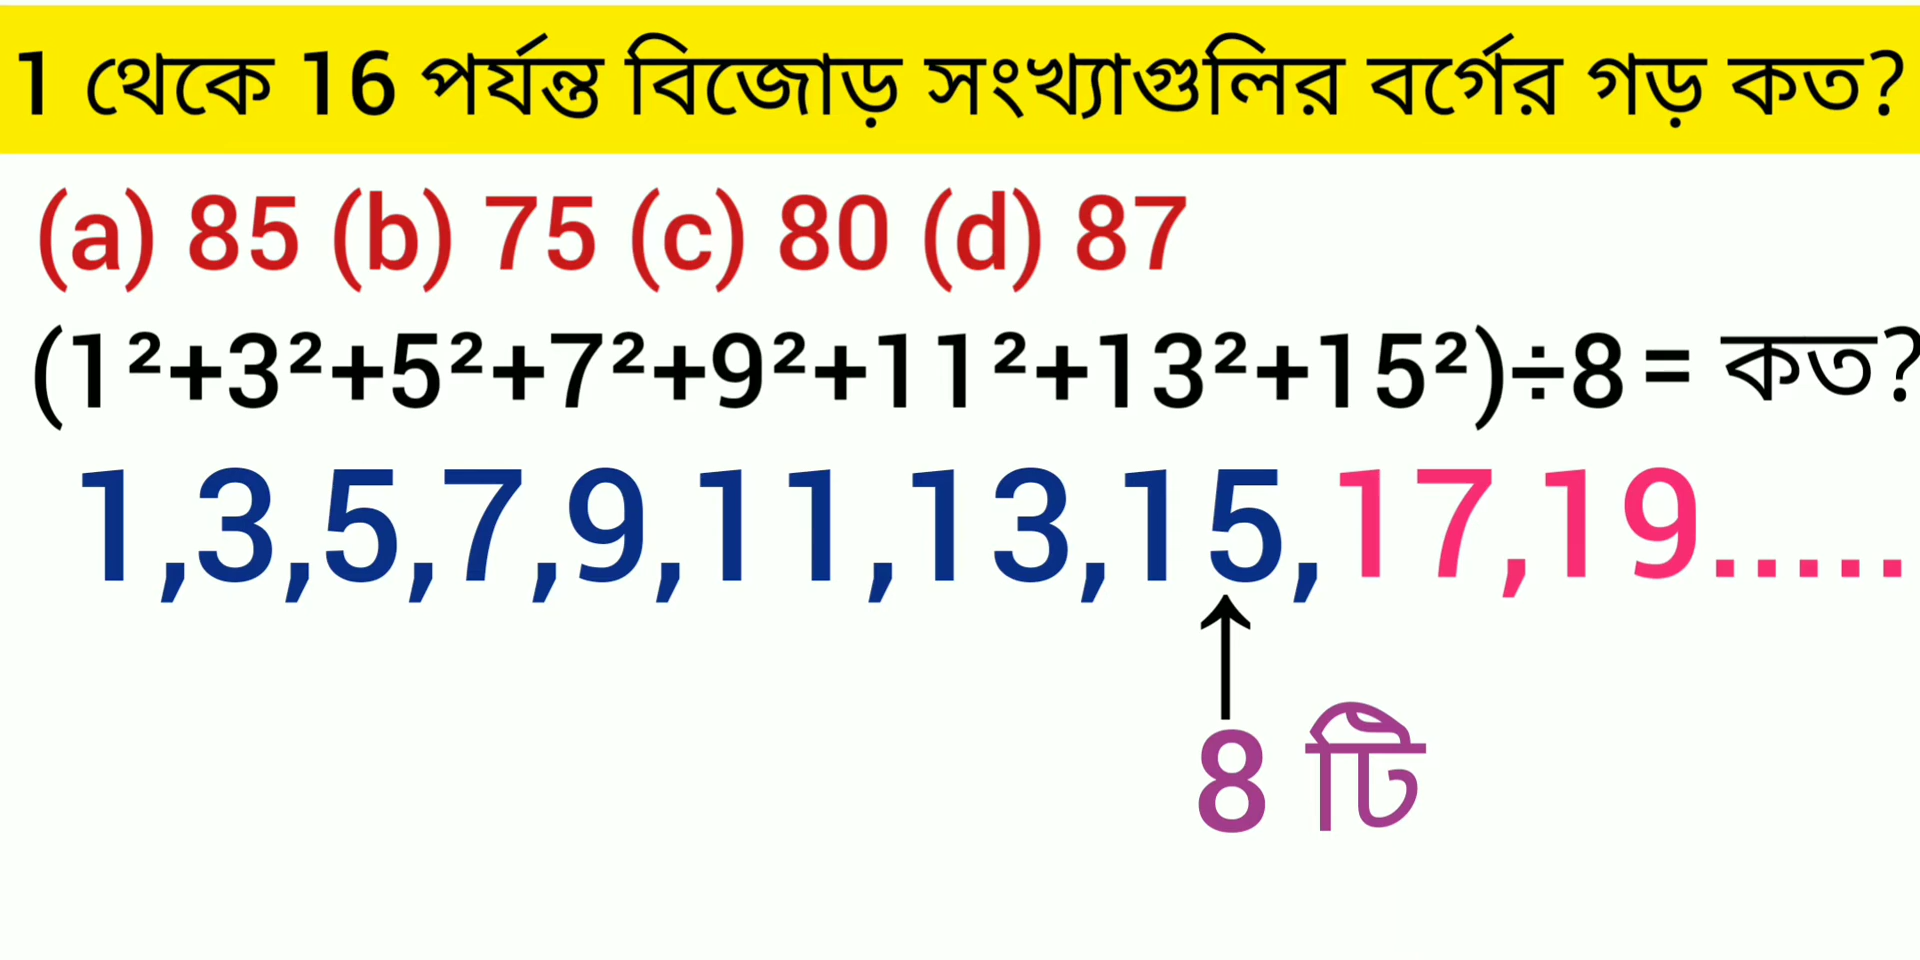 1 থেকে 16 পর্যন্ত বিজোড় সংখ্যাগুলির বর্গের গড় কত?
(a) 85 (b) 75 (c) 80 (d) 87
(1²+3²+5²+7²+9²+11²+13²+15²)÷8= কত?
1,3,5,7,9,11,13,15,17,19.....
↑
8 টি